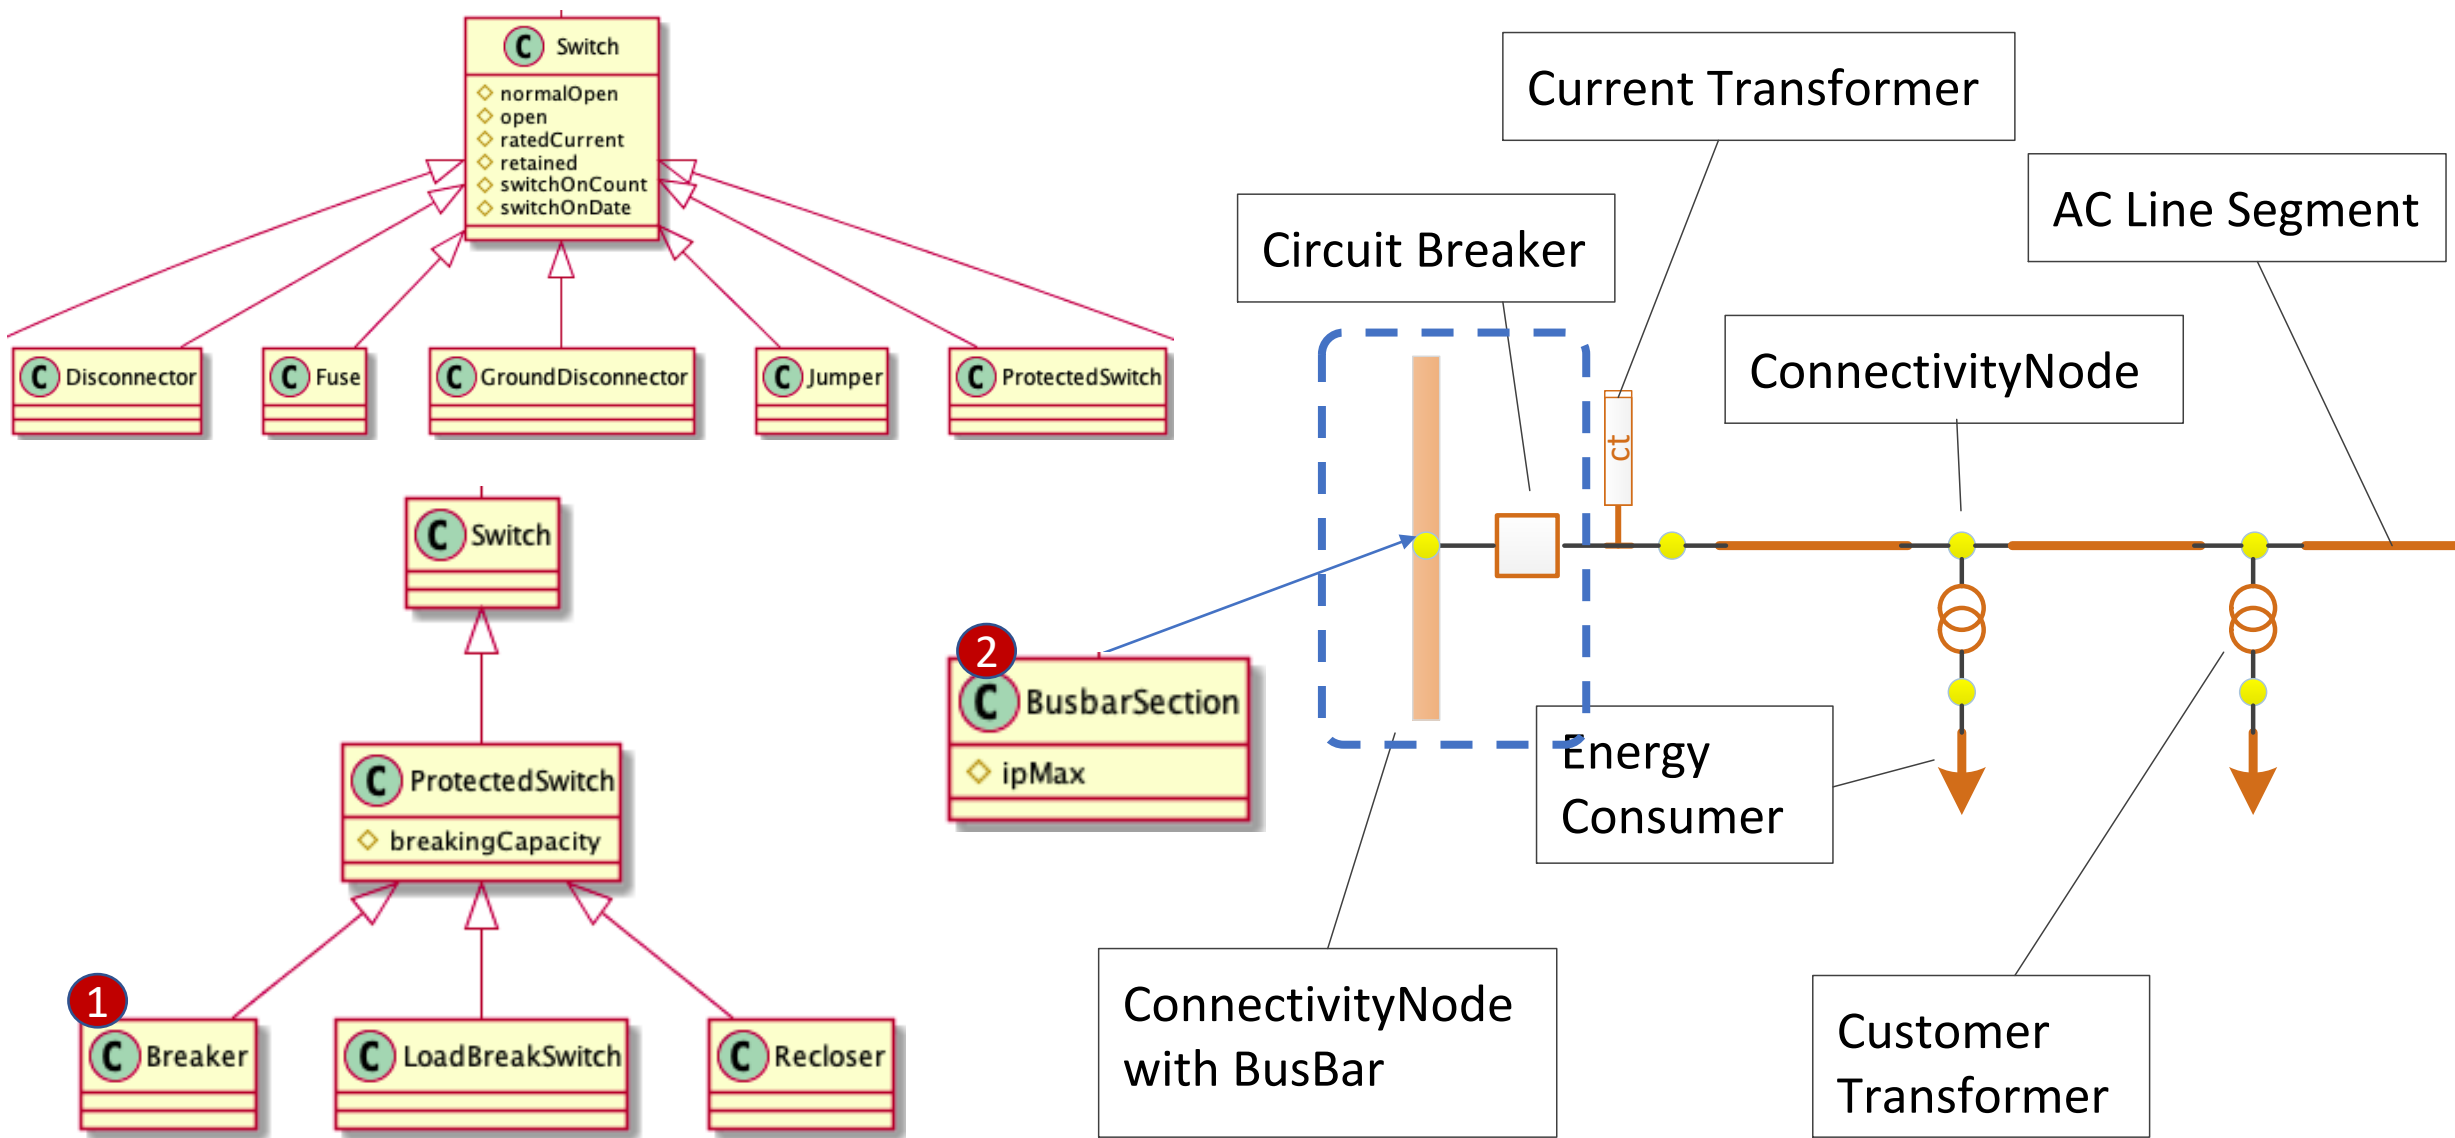 C Switch
normalOpen
open
ratedCurrent
retained
switchOnCount
switchOnDate
C Disconnector
C Fuse
C GroundDisconnector
C Jumper
C ProtectedSwitch
C Switch
C ProtectedSwitch
breakingCapacity
1
C Breaker
C LoadBreakSwitch
C Recloser
2
C BusbarSection
ipMax
Current Transformer
AC Line Segment
Circuit Breaker
ConnectivityNode
ct
Energy
Consumer
ConnectivityNode
with BusBar
Customer
Transformer